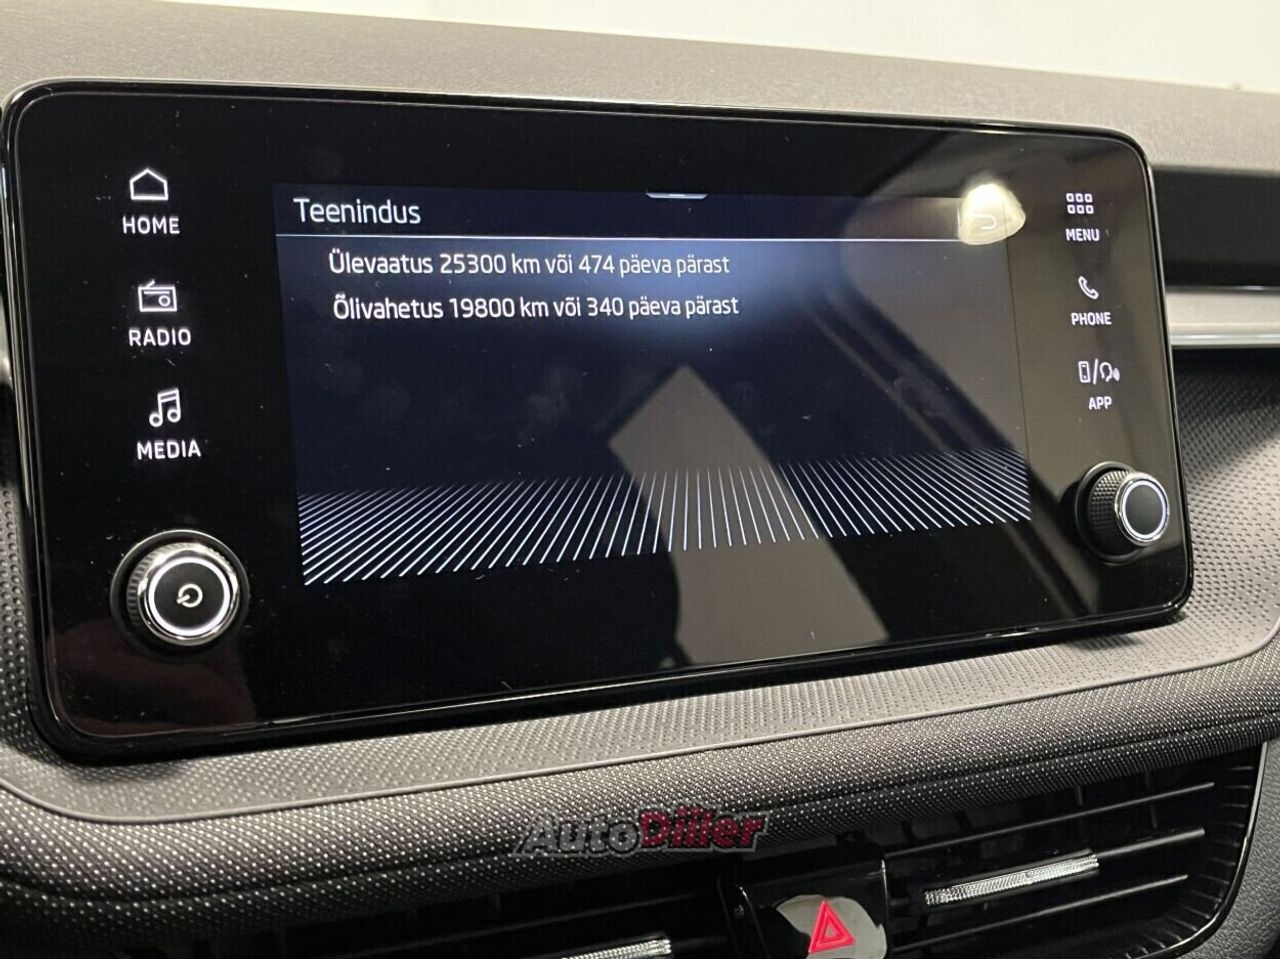 HOME
RADIO
MEDIA
Teenindus
Ülevaatus 25300 km või 474 päeva pärast
Õlivahetus 19800 km või 340 päeva pärast
MENU
PHONE
APP
AutoDiiler